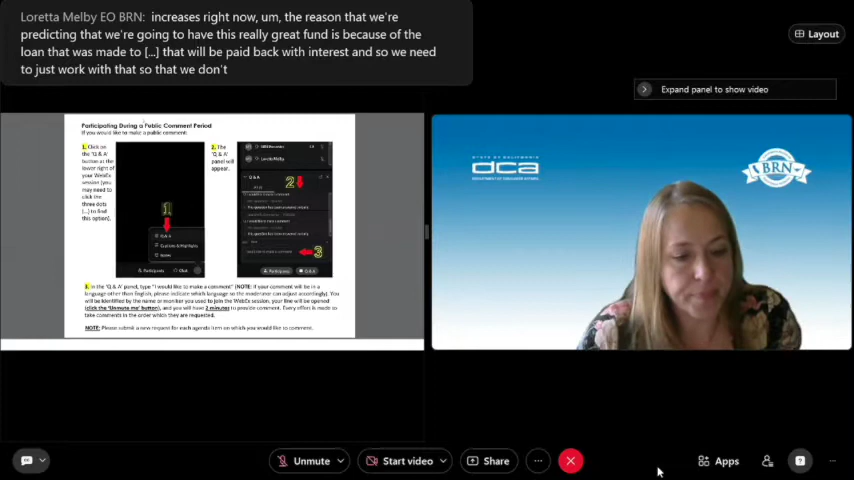 Loretta Melby EO BRN: increases right now, um, the reason that we're
predicting that we're going to have this really great fund is because of the
loan that was made to [...] that will be paid back with interest and so we need
to just work with that so that we don't
Layout
Expand panel to show video
Participating During a Public Comment Period
If you would like to make a public comment:
1. Click on
the 'Q & A'
button at the
lower right of
your WebEx
session (you
may need to
click the
three dots
(...) to find
this option).
1
2. The
'Q & A'
panel will
appear.
Loretta Melby
Q & A
2
3
3. In the 'Q & A' panel, type "I would like to make a comment" (NOTE: if your comment will be in a
language other than English, please indicate which language so the moderator can adjust accordingly). You
will be identified by the name or moniker you used to join the WebEx session, your line will be opened
(click the 'Unmute me' button), and you will have 2 minutes to provide comment. Every effort is made to
take comments in the order which they are requested.
NOTE: Please submit a new request for each agenda item on which you would like to comment.
STATE OF CALIFORNIA
dca
DEPARTMENT OF CONSUMER AFFAIRS
BRN
Unmute
Start video
Share
Apps